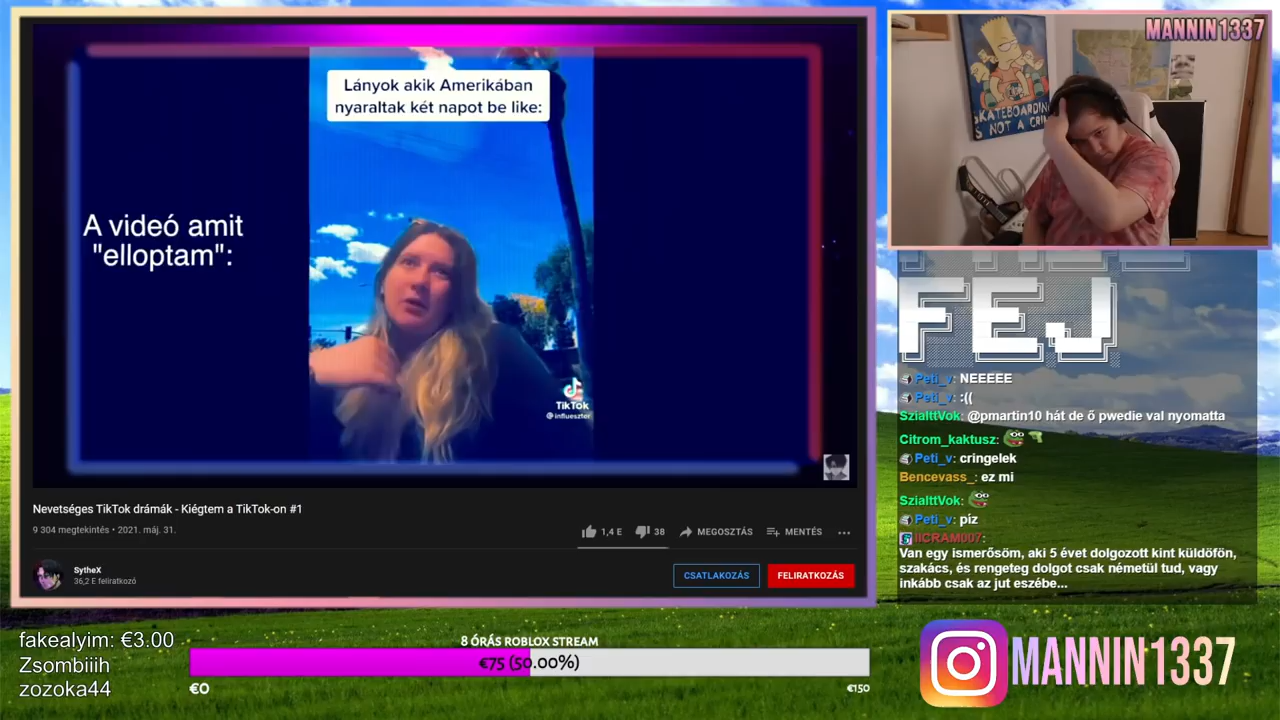 Lányok akik Amerikában
nyaraltak két napot be like:
A videó amit
"elloptam":
TikTok
@influeszter
Nevetséges TikTok drámák - Kiégtem a TikTok-on #1
9 304 megtekintés • 2021. máj. 31.
1,4 E
38
MEGOSZTÁS
MENTÉS
SytheX
36,2 E feliratkozó
CSATLAKOZÁS
FELIRATKOZÁS
MANNIN1337
SKATEBOARDING
IS NOT A CRIM
FEJ
Peti_v: NEEEEE
Peti_v: :((
SzialttVok: @pmartin10 hát de ő pwedie val nyomatta
Citrom_kaktusz:
Peti_v: cringelek
Bencevass_: ez mi
SzialttVok:
Peti_v: píz
IICRAM007:
Van egy ismerősöm, aki 5 évet dolgozott kint küldöfön,
szakács, és rengeteg dolgot csak németül tud, vagy
inkább csak az jut eszébe...
fakealyim: €3.00
Zsombiiih
zozoka44
8 ÓRÁS ROBLOX STREAM
€75 (50.00%)
€0
€150
MANNIN1337